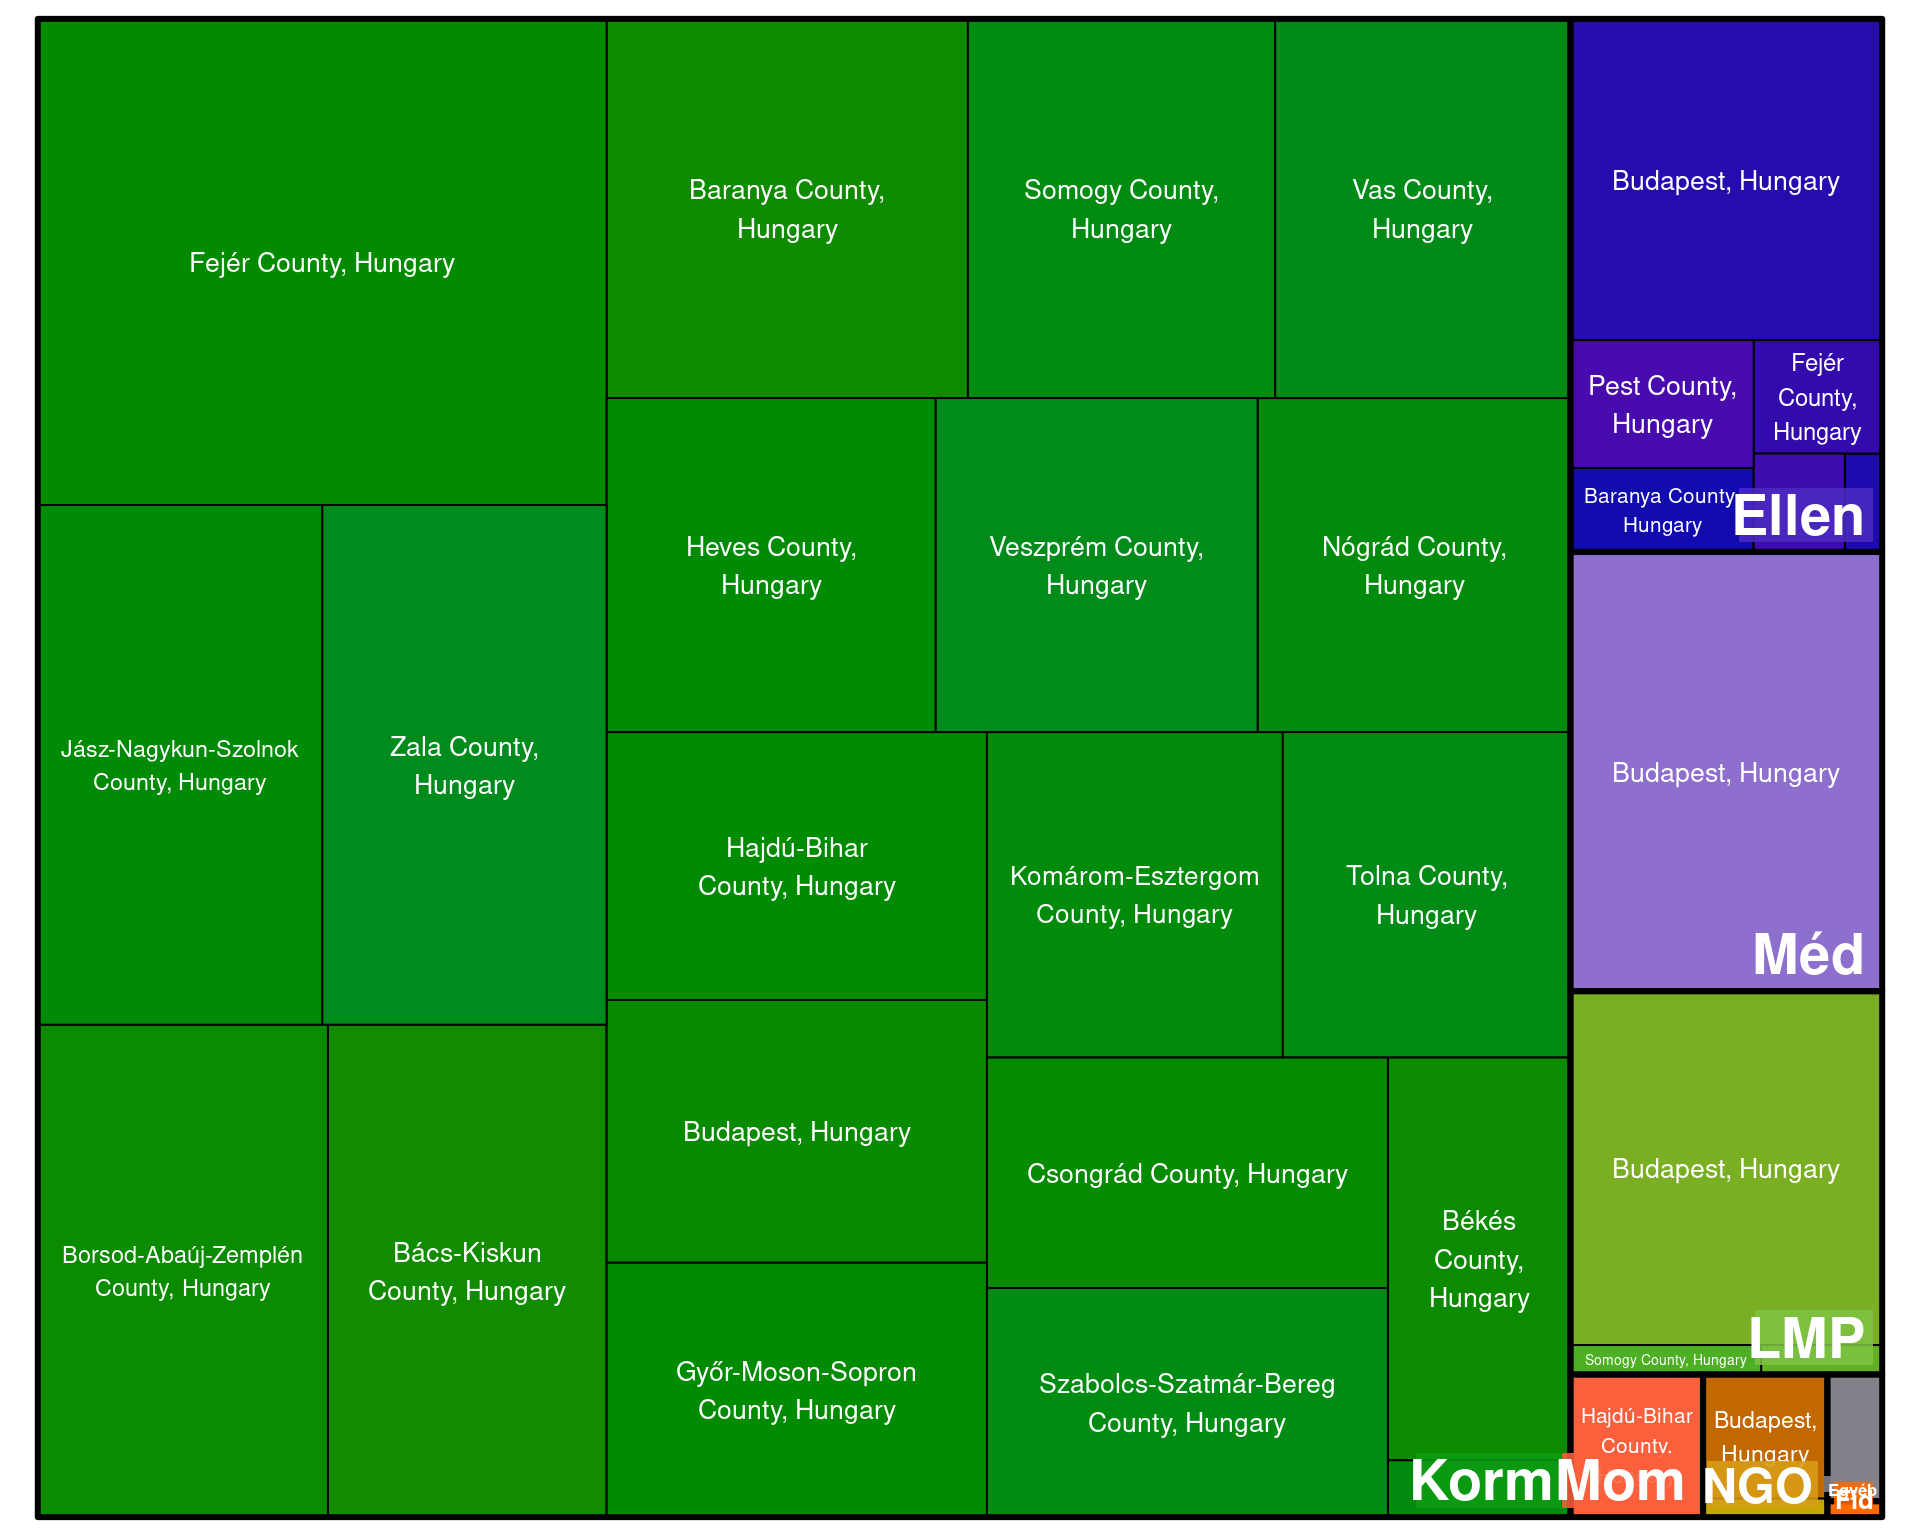 Fejér County, Hungary
Baranya County,
Hungary
Somogy County,
Hungary
Vas County,
Hungary
Jász-Nagykun-Szolnok
County, Hungary
Zala County,
Hungary
Heves County,
Hungary
Veszprém County,
Hungary
Nógrád County,
Hungary
Hajdú-Bihar
County, Hungary
Komárom-Esztergom
County, Hungary
Tolna County,
Hungary
Borsod-Abaúj-Zemplén
County, Hungary
Bács-Kiskun
County, Hungary
Budapest, Hungary
Csongrád County, Hungary
Békés
County,
Hungary
Győr-Moson-Sopron
County, Hungary
Szabolcs-Szatmár-Bereg
County, Hungary
Korm
Budapest, Hungary
Pest County,
Hungary
Fejér
County,
Hungary
Baranya County
Hungary
Ellen
Budapest, Hungary
Méd
Budapest, Hungary
Somogy County, Hungary
LMP
Hajdú-Bihar
County.
Mom
Budapest,
Hungary
NGO
Egyéb
Fid